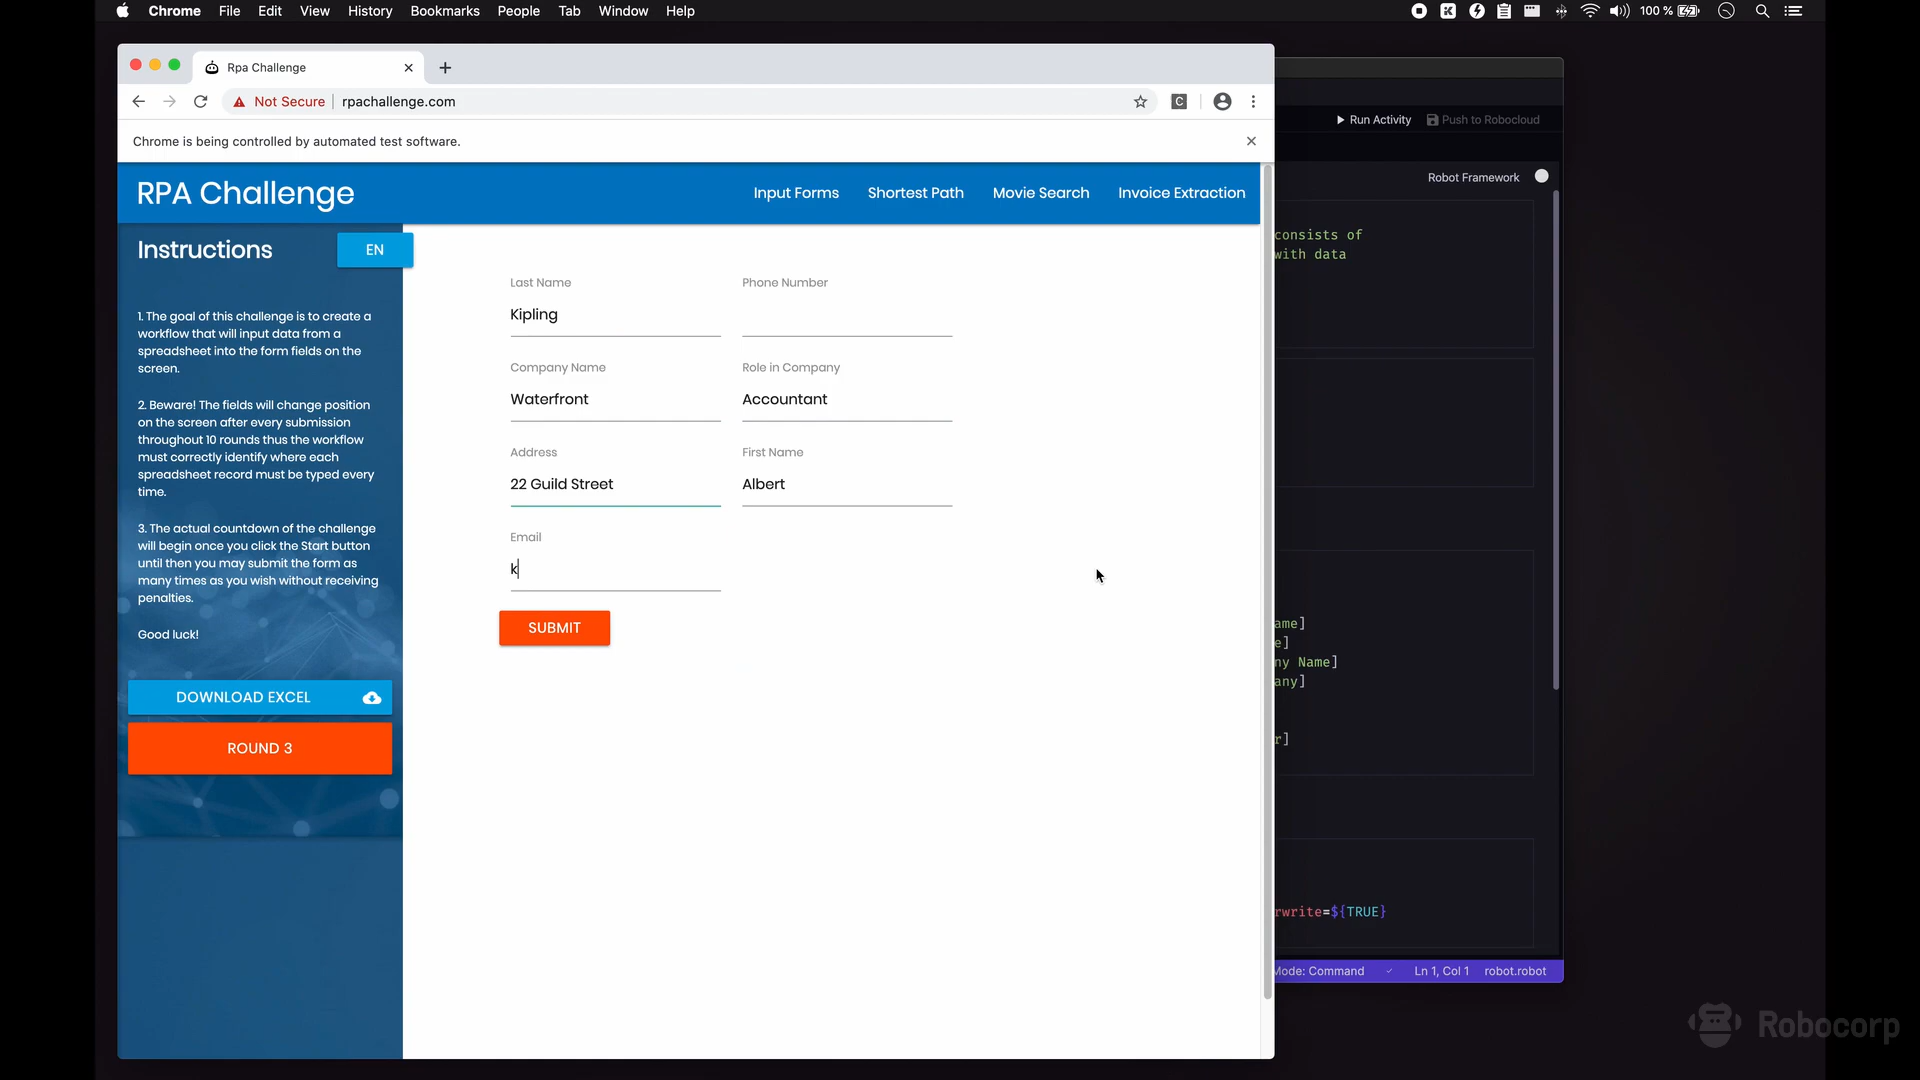 Chrome File Edit View History Bookmarks People Tab Window Help
100 %
Rpa Challenge
Not Secure rpachallenge.com
Chrome is being controlled by automated test software.
RPA Challenge
Input Forms
Shortest Path
Movie Search
Invoice Extraction
Instructions
EN
1. The goal of this challenge is to create a
workflow that will input data from a
spreadsheet into the form fields on the
screen.
2. Beware! The fields will change position
on the screen after every submission
throughout 10 rounds thus the workflow
must correctly identify where each
spreadsheet record must be typed every
time.
3. The actual countdown of the challenge
will begin once you click the Start button
until then you may submit the form as
many times as you wish without receiving
penalties.
Good luck!
DOWNLOAD EXCEL
ROUND 3
Last Name
Kipling
Phone Number
Company Name
Waterfront
Role in Company
Accountant
Address
22 Guild Street
First Name
Albert
Email
k
SUBMIT
Run Activity
Push to Robocloud
Robot Framework
consists of
with data
ame]
e]
ny Name]
any]
r]
rwrite=${TRUE}
Mode: Command
Ln 1, Col 1
robot.robot
Robocorp